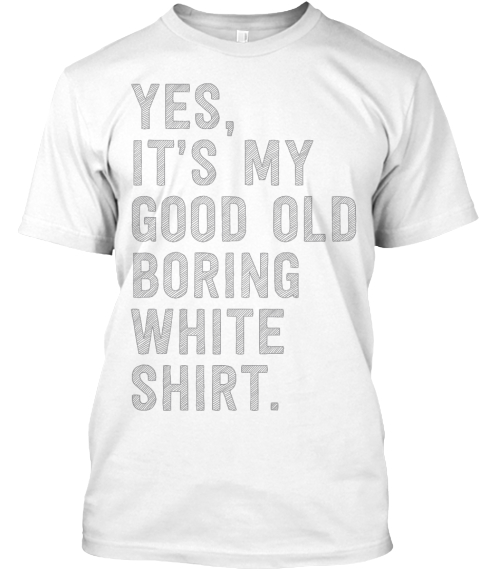 YES,
IT'S MY
GOOD OLD
BORING
WHITE
SHIRT.